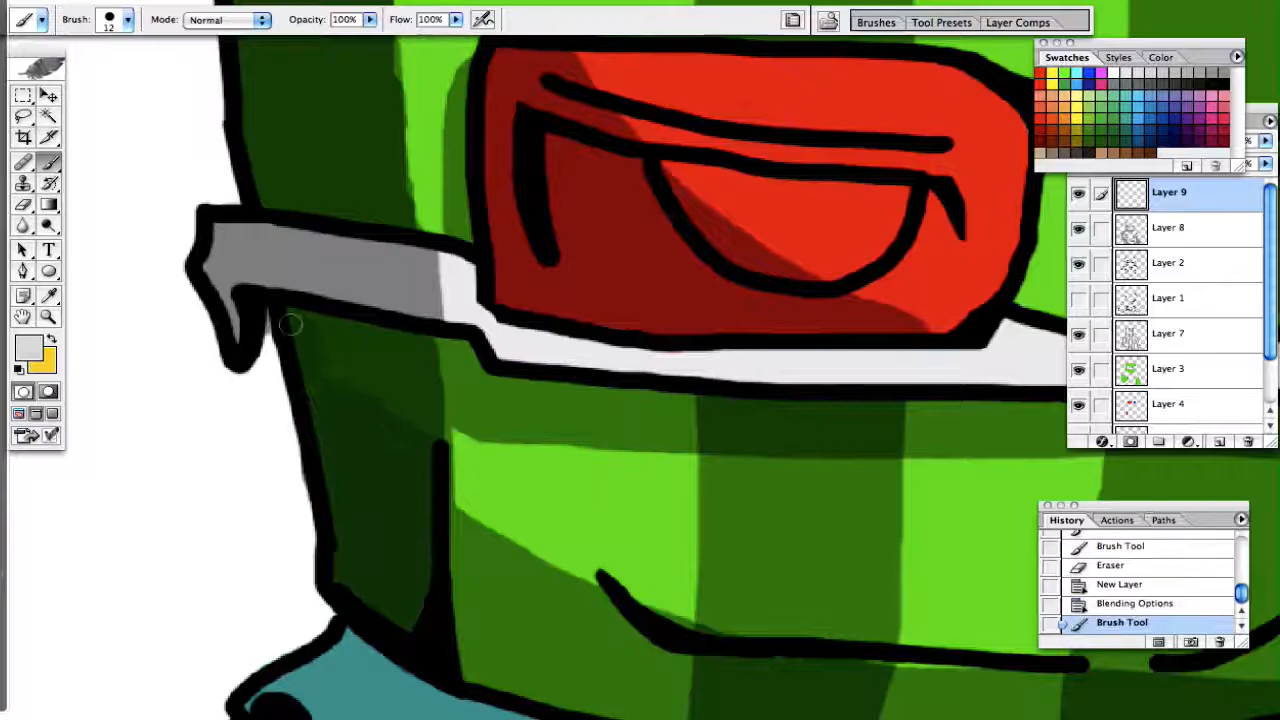 Brush: 12 Mode: Normal Opacity: 100% Flow: 100% Brushes Tool Presets Layer Comps
Swatches Styles Color
Layer 9
Layer 8
Layer 2
Layer 1
Layer 7
Layer 3
Layer 4
History Actions Paths
Brush Tool
Eraser
New Layer
Blending Options
Brush Tool